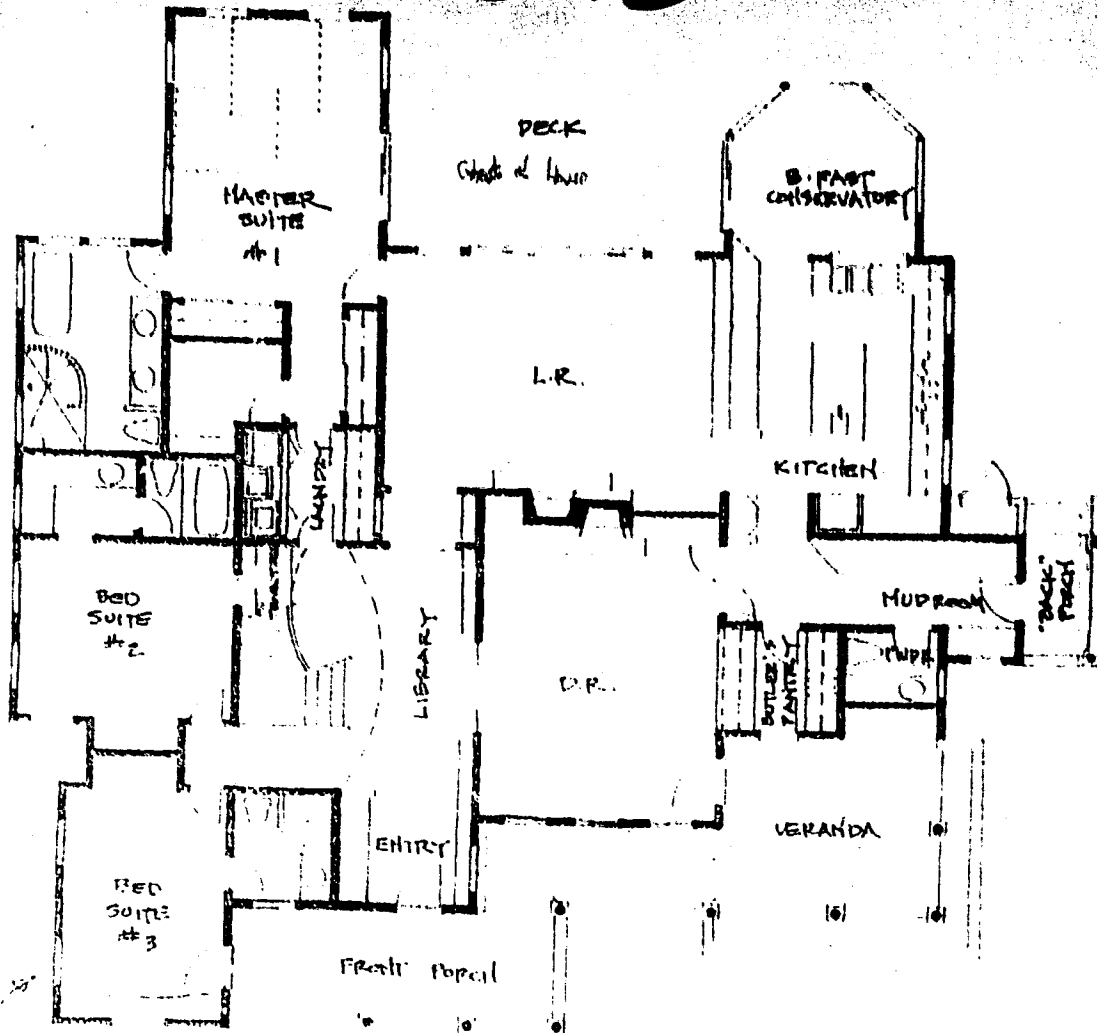 DECK
B. FAST
CONSERVATORY
MASTER
SUITE
#1
L.R.
KITCHEN
LAUNDRY
BED
SUITE
#2
LIBRARY
MUDROOM
"BACK"
PORCH
PWDR
BUTLER'S
PANTRY
D.R.
VERANDA
ENTRY
BED
SUITE
#3
FRONT PORCH